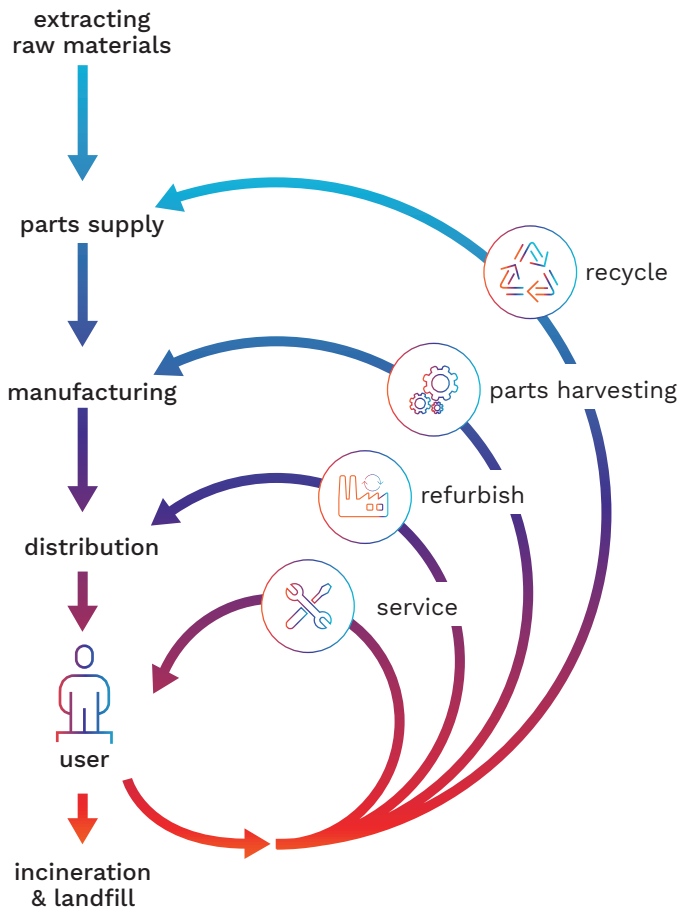 extracting
raw materials
parts supply
recycle
manufacturing
parts harvesting
refurbish
distribution
service
user
incineration
& landfill